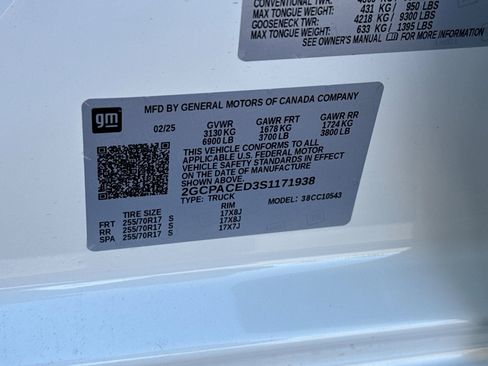 431 KG / 950 LBS
MAX TONGUE WEIGHT:
GOOSENECK TWR: 4218 KG / 9300 LBS
MAX TONGUE WEIGHT: 633 KG / 1395 LBS
SEE OWNER'S MANUAL FOR MORE INFORMATION
gm
MFD BY GENERAL MOTORS OF CANADA COMPANY
02/25 GVWR GAWR FRT GAWR RR
3130 KG 1678 KG 1724 KG
6900 LB 3700 LB 3800 LB
THIS VEHICLE CONFORMS TO ALL
APPLICABLE U.S. FEDERAL MOTOR
VEHICLE SAFETY STANDARDS IN EFFECT
ON THE DATE OF MANUFACTURE SHOWN ABOVE.
2GCPACED3S1171938
TYPE: TRUCK MODEL: 38CC10543
TIRE SIZE RIM
FRT 255/70R17 S 17X8J
RR 255/70R17 S 17X8J
SPA 255/70R17 S 17X7J